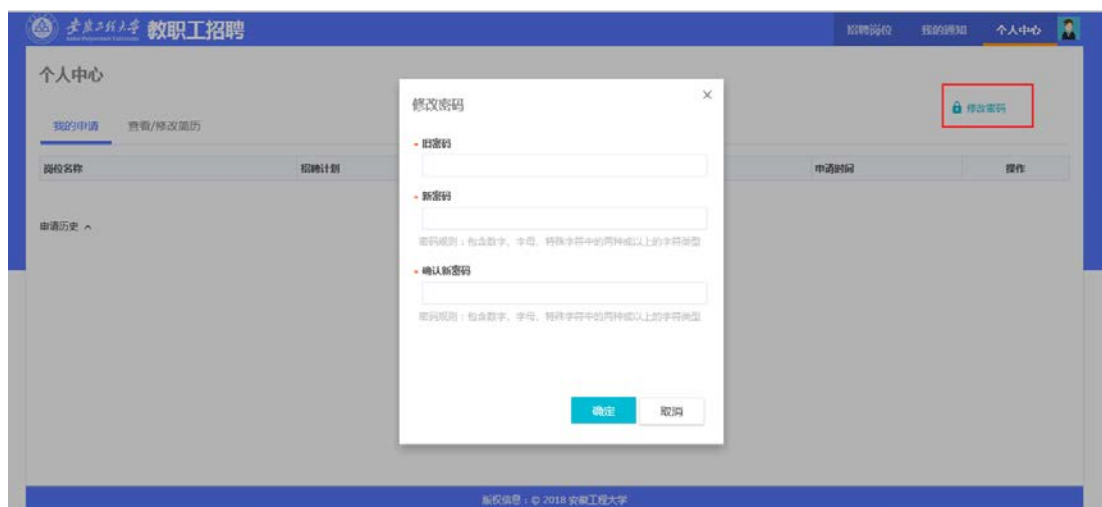 安徽工程大学 教职工招聘
招聘岗位 我的通知 个人中心
个人中心
修改密码
我的申请 查看/修改简历
岗位名称 招聘计划 申请时间 操作
申请历史
修改密码
旧密码
新密码
密码规则：包含数字、字母、特殊字符中的两种或以上的字符类型
确认新密码
密码规则：包含数字、字母、特殊字符中的两种或以上的字符类型
确定 取消
版权信息：© 2018 安徽工程大学